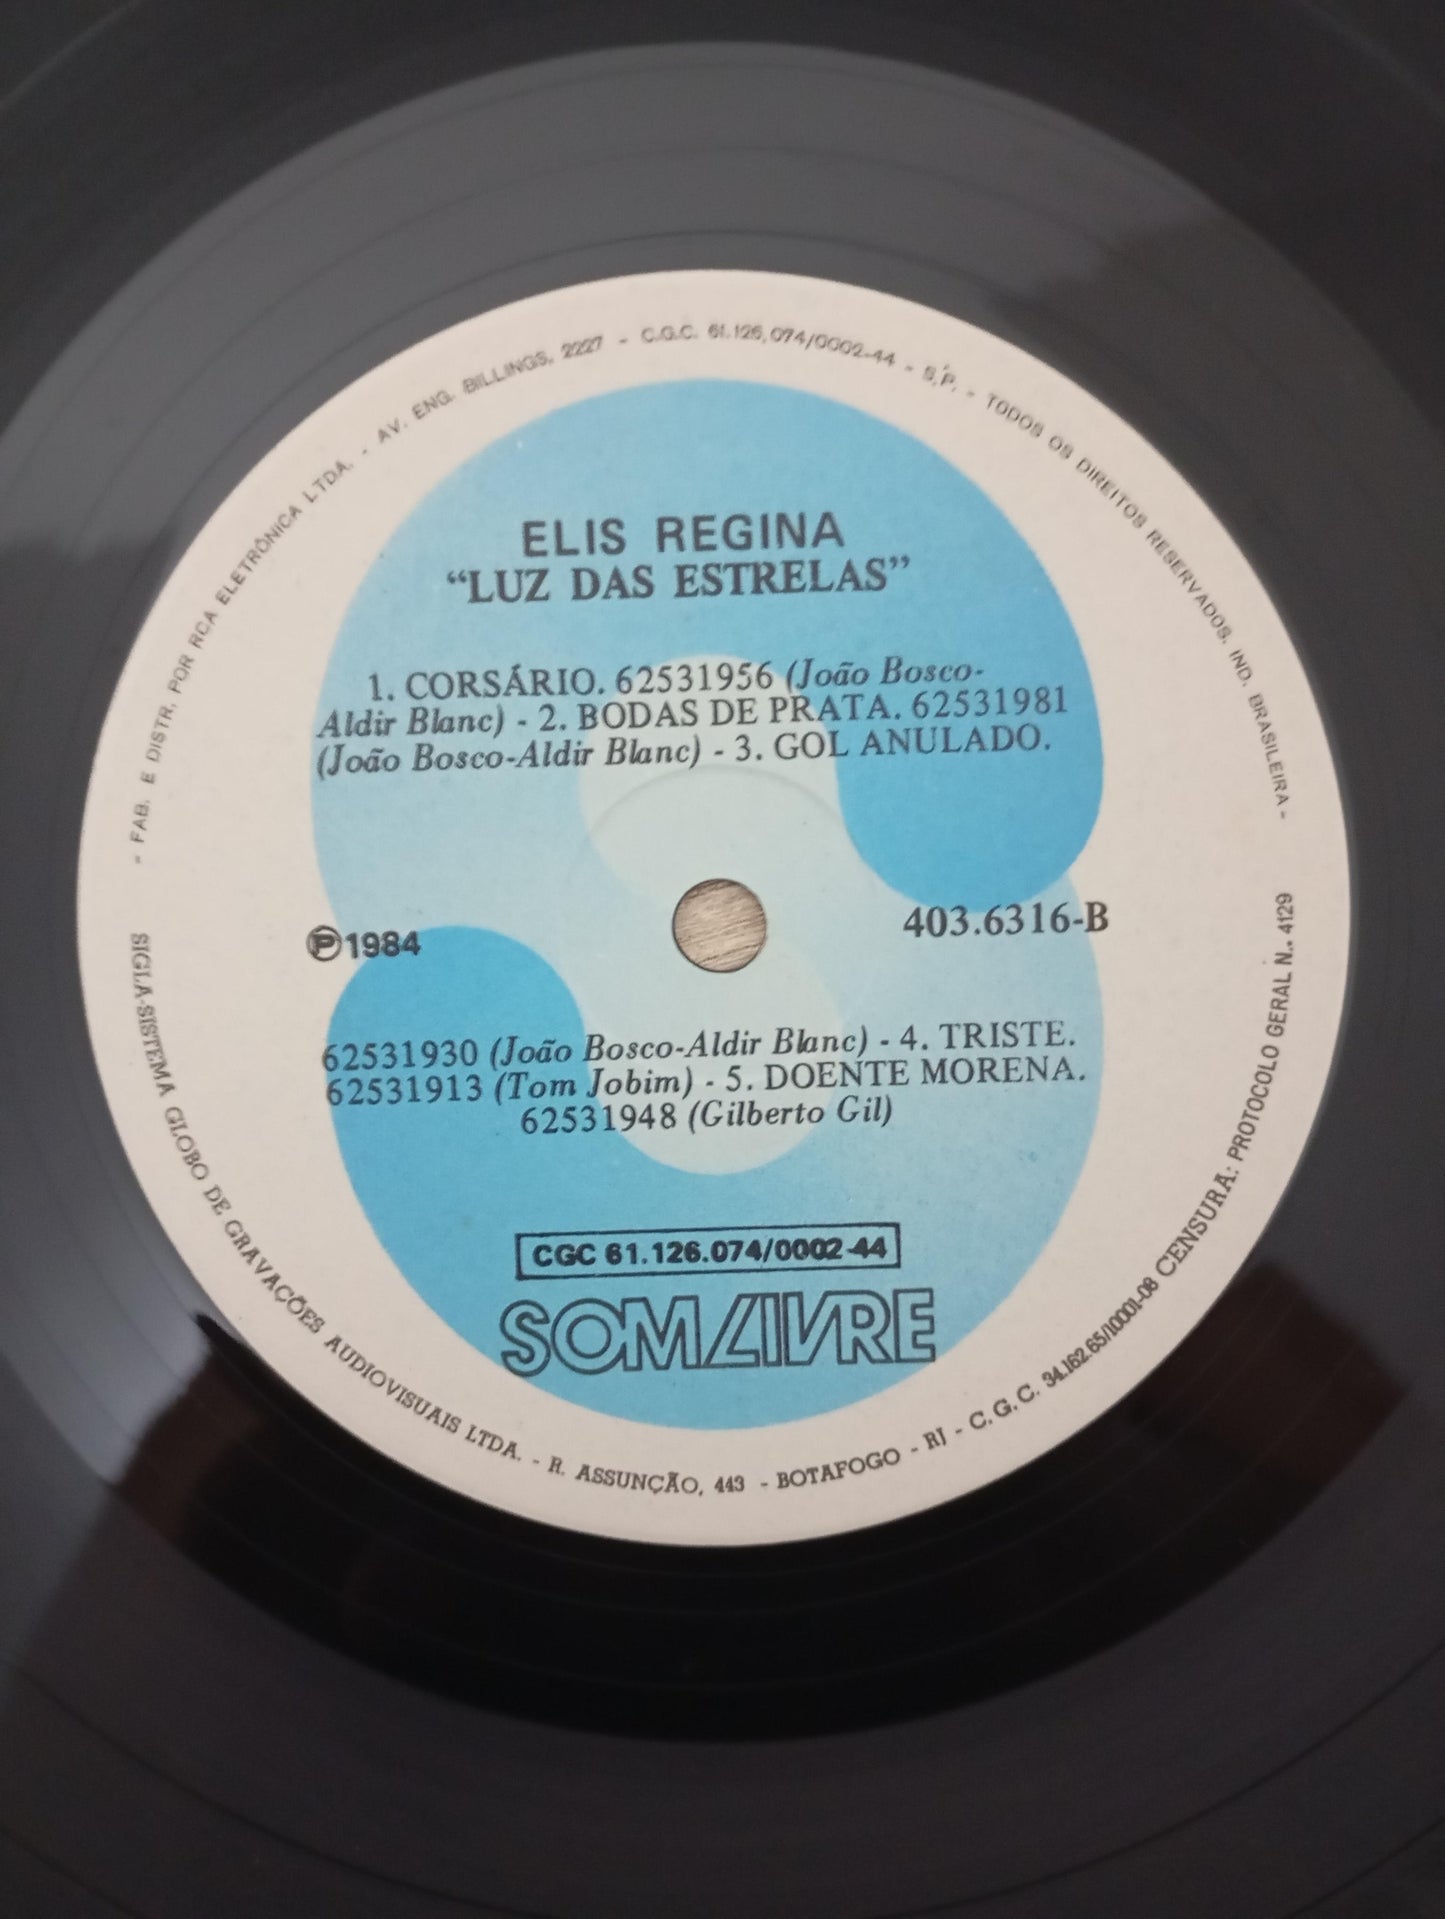 - FAB. E DISTR. POR RCA ELETRÔNICA LTDA. - AV. ENG. BILLINGS, 2227 - C.G.C. 61.126.074/0002-44 - S.P. - TODOS OS DIREITOS RESERVADOS. IND. BRASILEIRA -
ELIS REGINA
“LUZ DAS ESTRELAS”
1. CORSÁRIO. 62531956 (João Bosco-
Aldir Blanc) - 2. BODAS DE PRATA. 62531981
(João Bosco-Aldir Blanc) - 3. GOL ANULADO.
Ⓟ1984
403.6316-B
62531930 (João Bosco-Aldir Blanc) - 4. TRISTE.
62531913 (Tom Jobim) - 5. DOENTE MORENA.
62531948 (Gilberto Gil)
CGC 61.126.074/0002-44
SOM LIVRE
SIGLA-SISTEMA GLOBO DE GRAVAÇÕES AUDIOVISUAIS LTDA. - R. ASSUNÇÃO, 443 - BOTAFOGO - RJ - C.G.C. 34.162.65/10001-08 CENSURA: PROTOCOLO GERAL N.. 4129